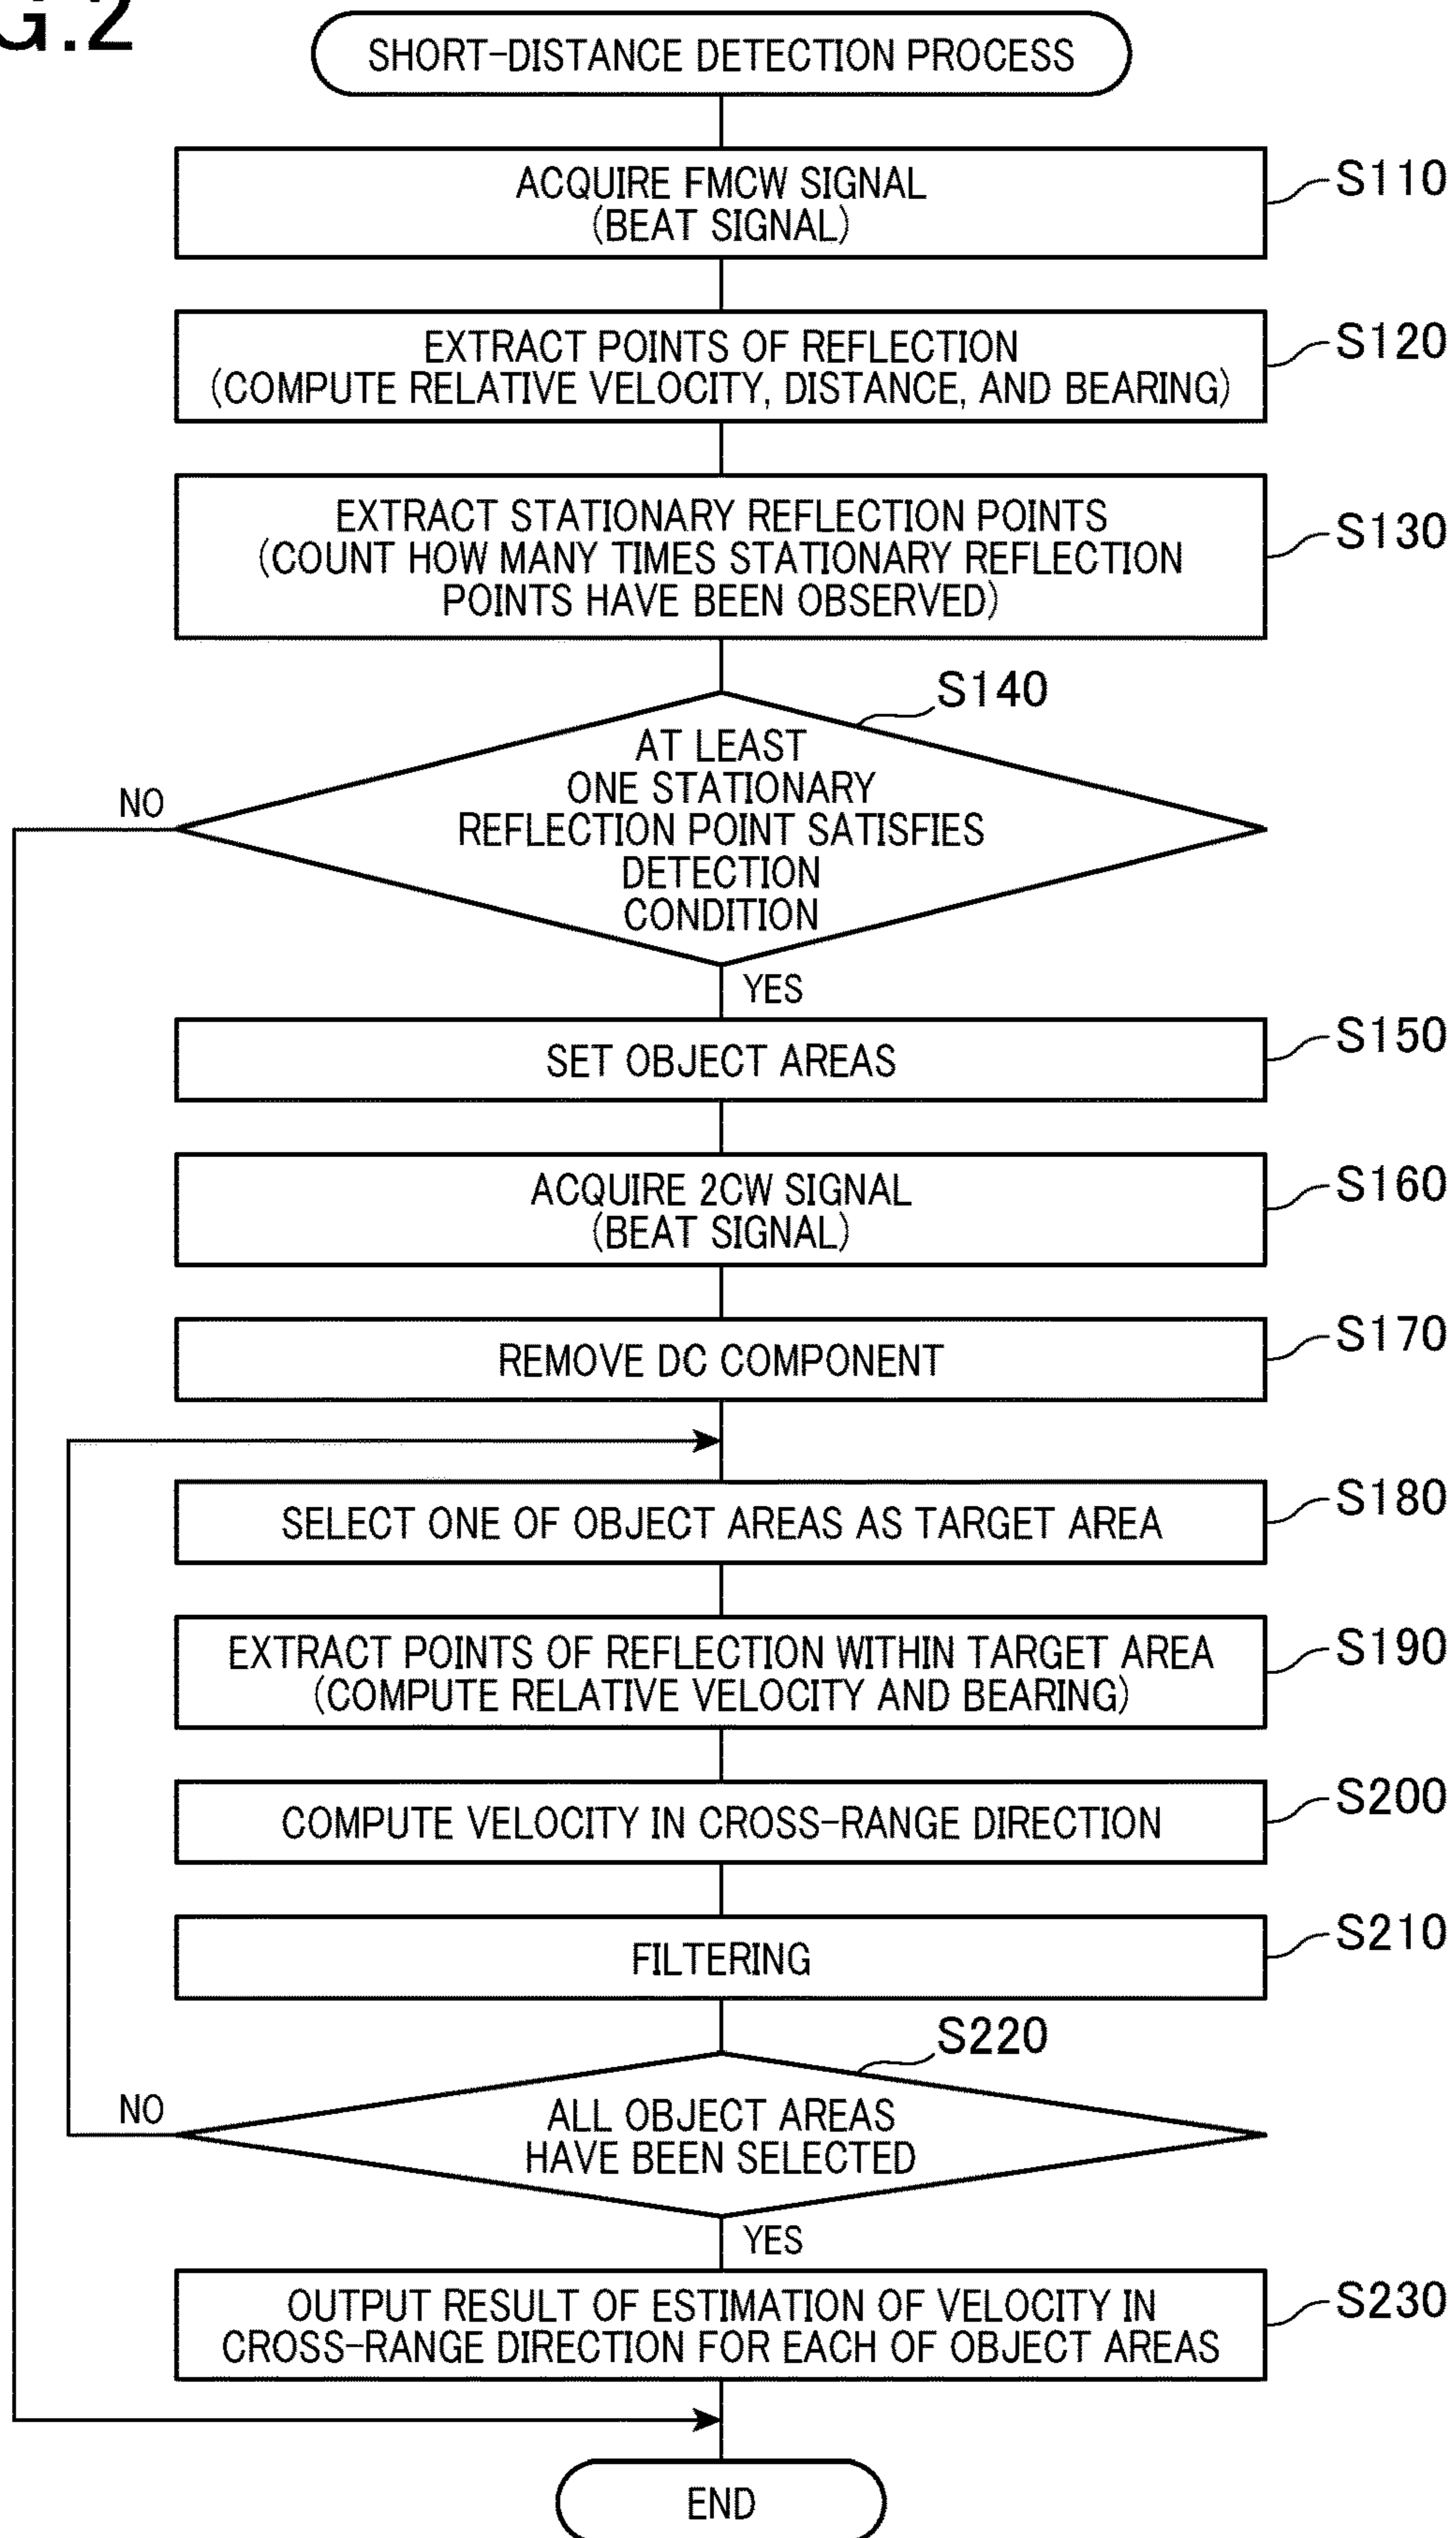 G.2
SHORT-DISTANCE DETECTION PROCESS
ACQUIRE FMCW SIGNAL
(BEAT SIGNAL)
S110
EXTRACT POINTS OF REFLECTION
(COMPUTE RELATIVE VELOCITY, DISTANCE, AND BEARING)
S120
EXTRACT STATIONARY REFLECTION POINTS
(COUNT HOW MANY TIMES STATIONARY REFLECTION
POINTS HAVE BEEN OBSERVED)
S130
S140
AT LEAST
ONE STATIONARY
REFLECTION POINT SATISFIES
DETECTION
CONDITION
NO
YES
SET OBJECT AREAS
S150
ACQUIRE 2CW SIGNAL
(BEAT SIGNAL)
S160
REMOVE DC COMPONENT
S170
SELECT ONE OF OBJECT AREAS AS TARGET AREA
S180
EXTRACT POINTS OF REFLECTION WITHIN TARGET AREA
(COMPUTE RELATIVE VELOCITY AND BEARING)
S190
COMPUTE VELOCITY IN CROSS-RANGE DIRECTION
S200
FILTERING
S210
S220
ALL OBJECT AREAS
HAVE BEEN SELECTED
NO
YES
OUTPUT RESULT OF ESTIMATION OF VELOCITY IN
CROSS-RANGE DIRECTION FOR EACH OF OBJECT AREAS
S230
END